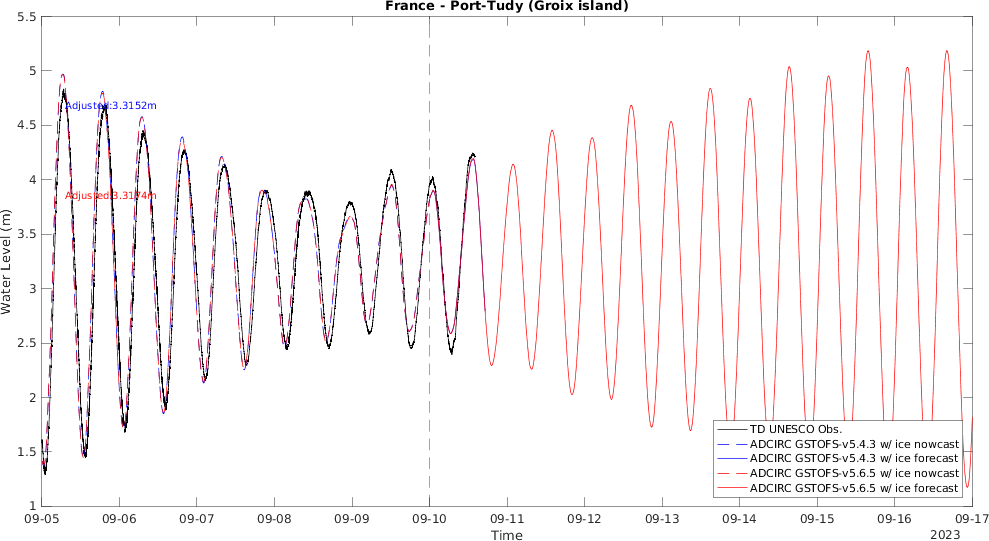 France - Port-Tudy (Groix island)
5.5
5
4.5
4
3.5
3
2.5
2
1.5
1
Water Level (m)
Adjusted:3.3152m
Adjusted:3.3174m
TD UNESCO Obs.
ADCIRC GSTOFS-v5.4.3 w/ ice nowcast
ADCIRC GSTOFS-v5.4.3 w/ ice forecast
ADCIRC GSTOFS-v5.6.5 w/ ice nowcast
ADCIRC GSTOFS-v5.6.5 w/ ice forecast
09-05 09-06 09-07 09-08 09-09 09-10 09-11 09-12 09-13 09-14 09-15 09-16 09-17
Time
2023